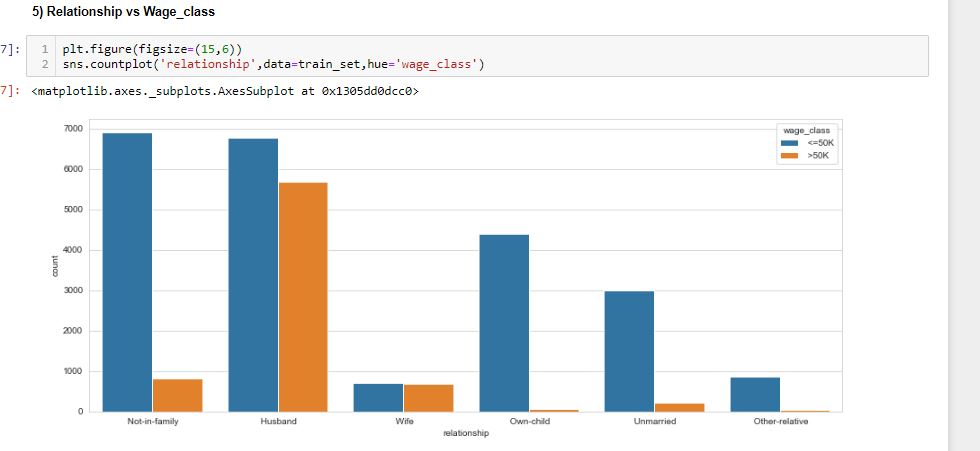 5) Relationship vs Wage_class
7]:
1 plt.figure(figsize=(15,6))
2 sns.countplot('relationship',data=train_set,hue='wage_class')
7]: <matplotlib.axes._subplots.AxesSubplot at 0x1305dd0dcc0>
wage_class
<=50K
>50K
7000
6000
5000
4000
3000
2000
1000
0
count
Not-in-family Husband Wife Own-child Unmarried Other-relative
relationship